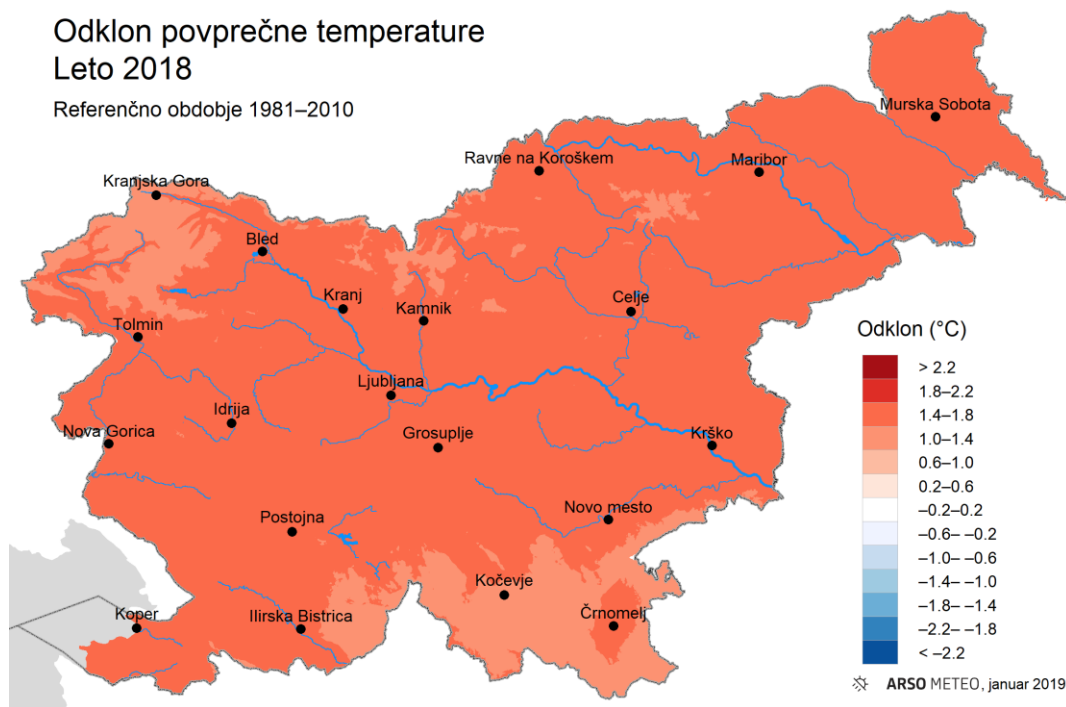 Odklon povprečne temperature
Leto 2018
Referenčno obdobje 1981–2010
Murska Sobota
Ravne na Koroškem
Maribor
Kranjska Gora
Bled
Kranj
Kamnik
Celje
Tolmin
Ljubljana
Idrija
Nova Gorica
Grosuplje
Krško
Postojna
Novo mesto
Kočevje
Koper
Ilirska Bistrica
Črnomelj
Odklon (°C)
> 2.2
1.8–2.2
1.4–1.8
1.0–1.4
0.6–1.0
0.2–0.6
–0.2–0.2
–0.6– –0.2
–1.0– –0.6
–1.4– –1.0
–1.8– –1.4
–2.2– –1.8
< –2.2
ARSO METEO, januar 2019